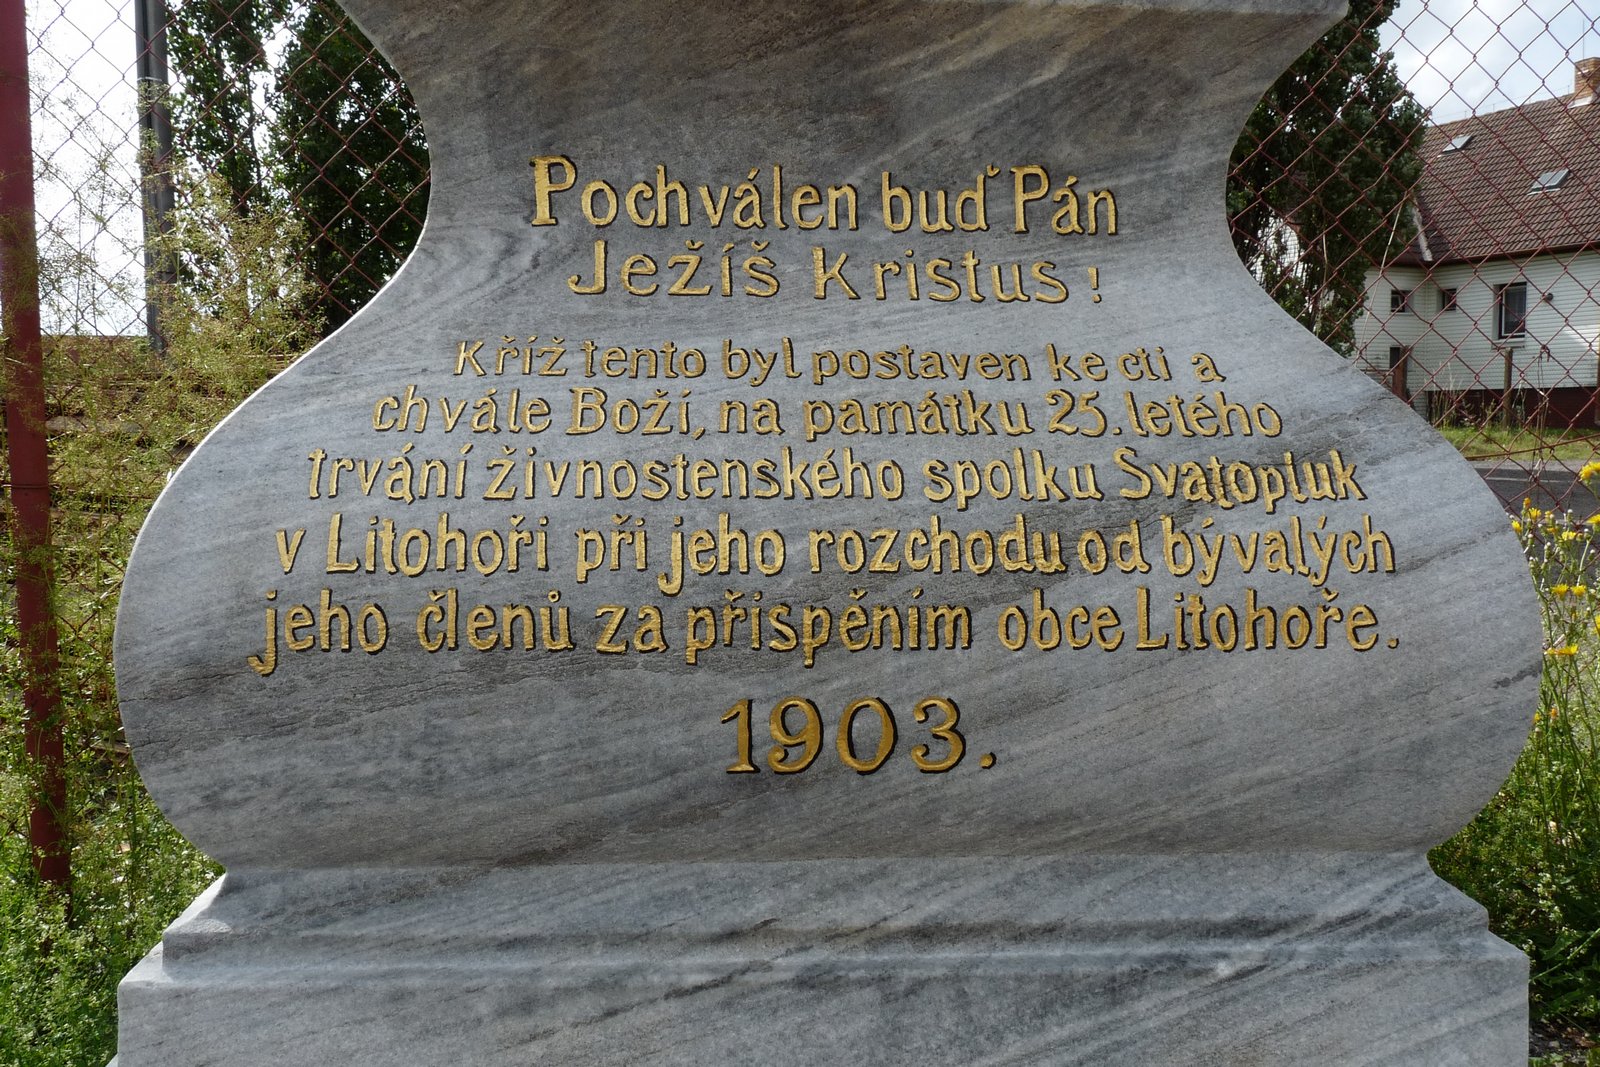 Pochválen buď Pán
Ježíš Kristus!
Kříž tento byl postaven ke cti a
chvále Boží, na památku 25.letého
trvání živnostenského spolku Svatopluk
v Litohoři při jeho rozchodu od bývalých
jeho členů za přispěním obce Litohoře.
1903.